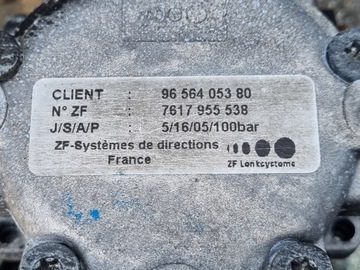 CLIENT : 96 564 053 80
N° ZF : 7617 955 538
J/S/A/P : 5/16/05/100bar
ZF-Systèmes de directions
France
ZF Lenksysteme